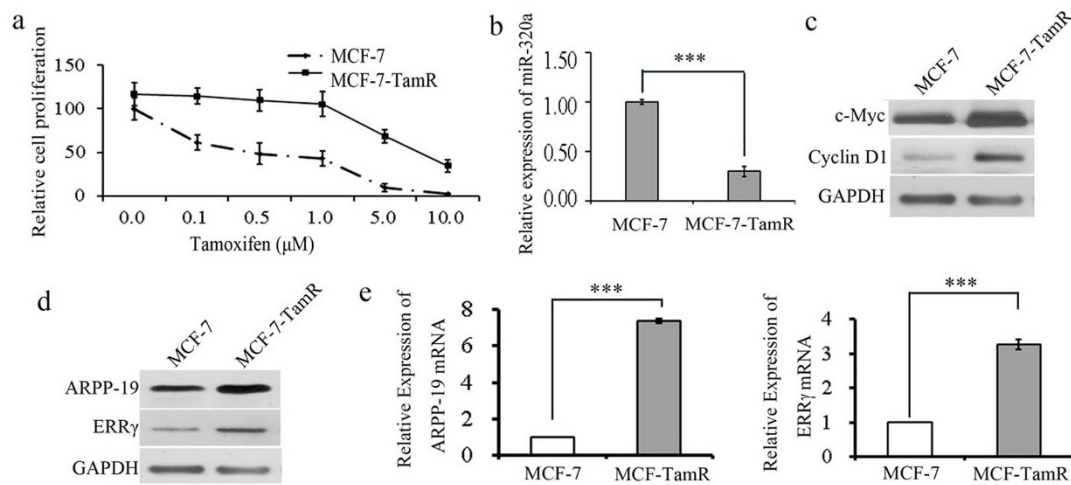 a
MCF-7
MCF-7-TamR
Relative cell proliferation
150
100
50
0
0.0 0.1 0.5 1.0 5.0 10.0
Tamoxifen (μM)
b
***
Relative expression of miR-320a
1.50
1.00
0.50
0.00
MCF-7 MCF-7-TamR
c
MCF-7 MCF-7-TamR
c-Myc
Cyclin D1
GAPDH
d
MCF-7 MCF-7-TamR
ARPP-19
ERRγ
GAPDH
e
***
Relative Expression of
ARPP-19 mRNA
8
6
4
2
0
MCF-7 MCF-TamR
***
Relative Expression of
ERRγ mRNA
4
3
2
1
0
MCF-7 MCF-TamR